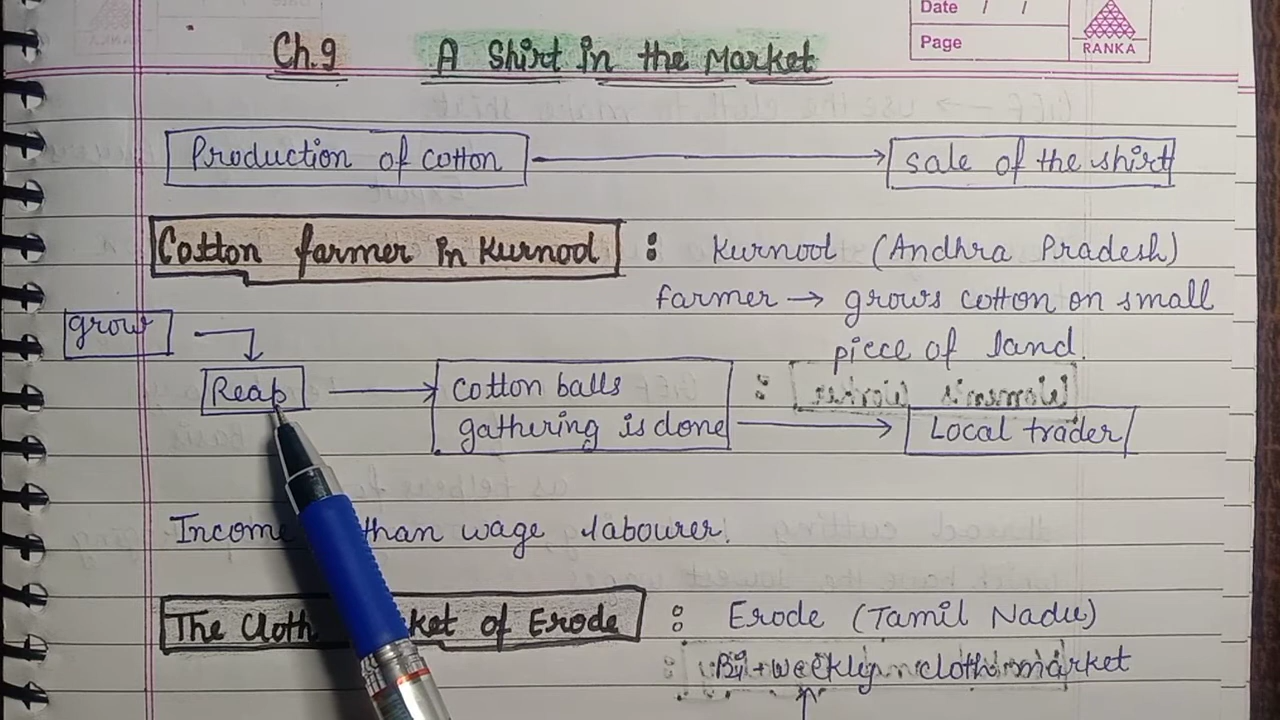 Date / /
Page
RANKA
Ch.9 A Shirt in the Market
Production of cotton → sale of the shirt
Cotton farmer in Kurnool : Kurnool (Andhra Pradesh)
farmer → grows cotton on small
piece of land.
grow
Reap → Cotton balls
gathering is done → Local trader
Income than wage labourer.
The Cloth of Erode : Erode (Tamil Nadu)
: Bi-weekly cloth market